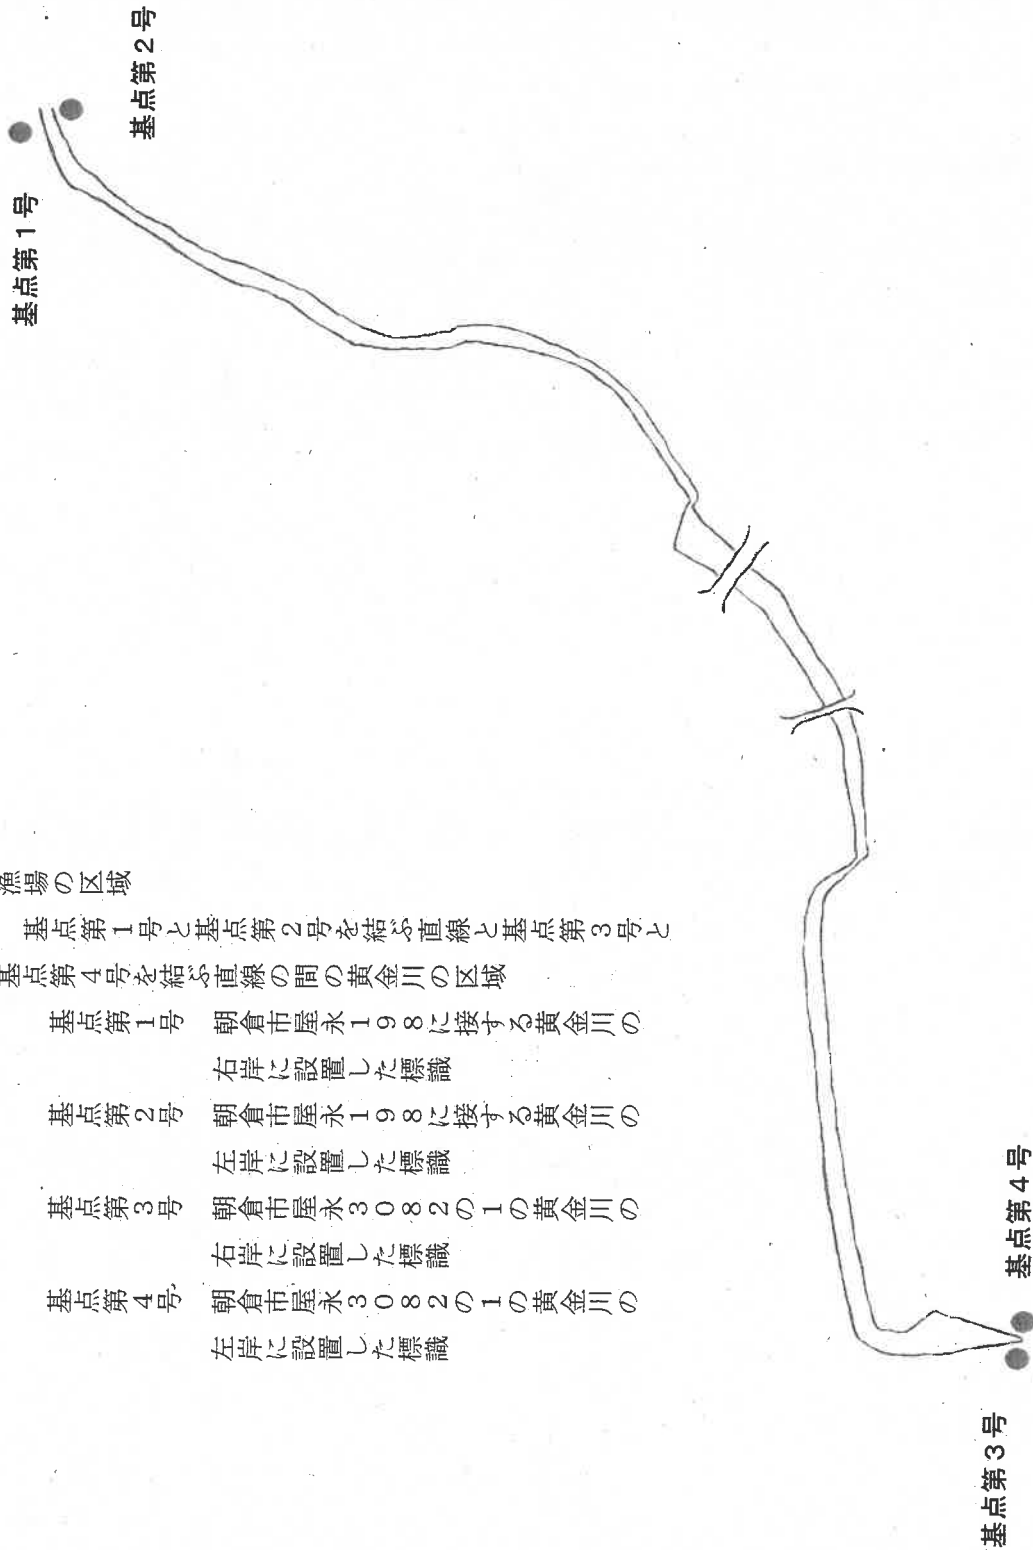 漁場の区域
基点第1号と基点第2号を結ぶ直線と基点第3号と
基点第4号を結ぶ直線の間の黄金川の区域
基点第1号 朝倉市屋永198に接する黄金川の
右岸に設置した標識
基点第2号 朝倉市屋永198に接する黄金川の
左岸に設置した標識
基点第3号 朝倉市屋永3082の1の黄金川の
右岸に設置した標識
基点第4号 朝倉市屋永3082の1の黄金川の
左岸に設置した標識
基点第1号
基点第2号
基点第3号
基点第4号